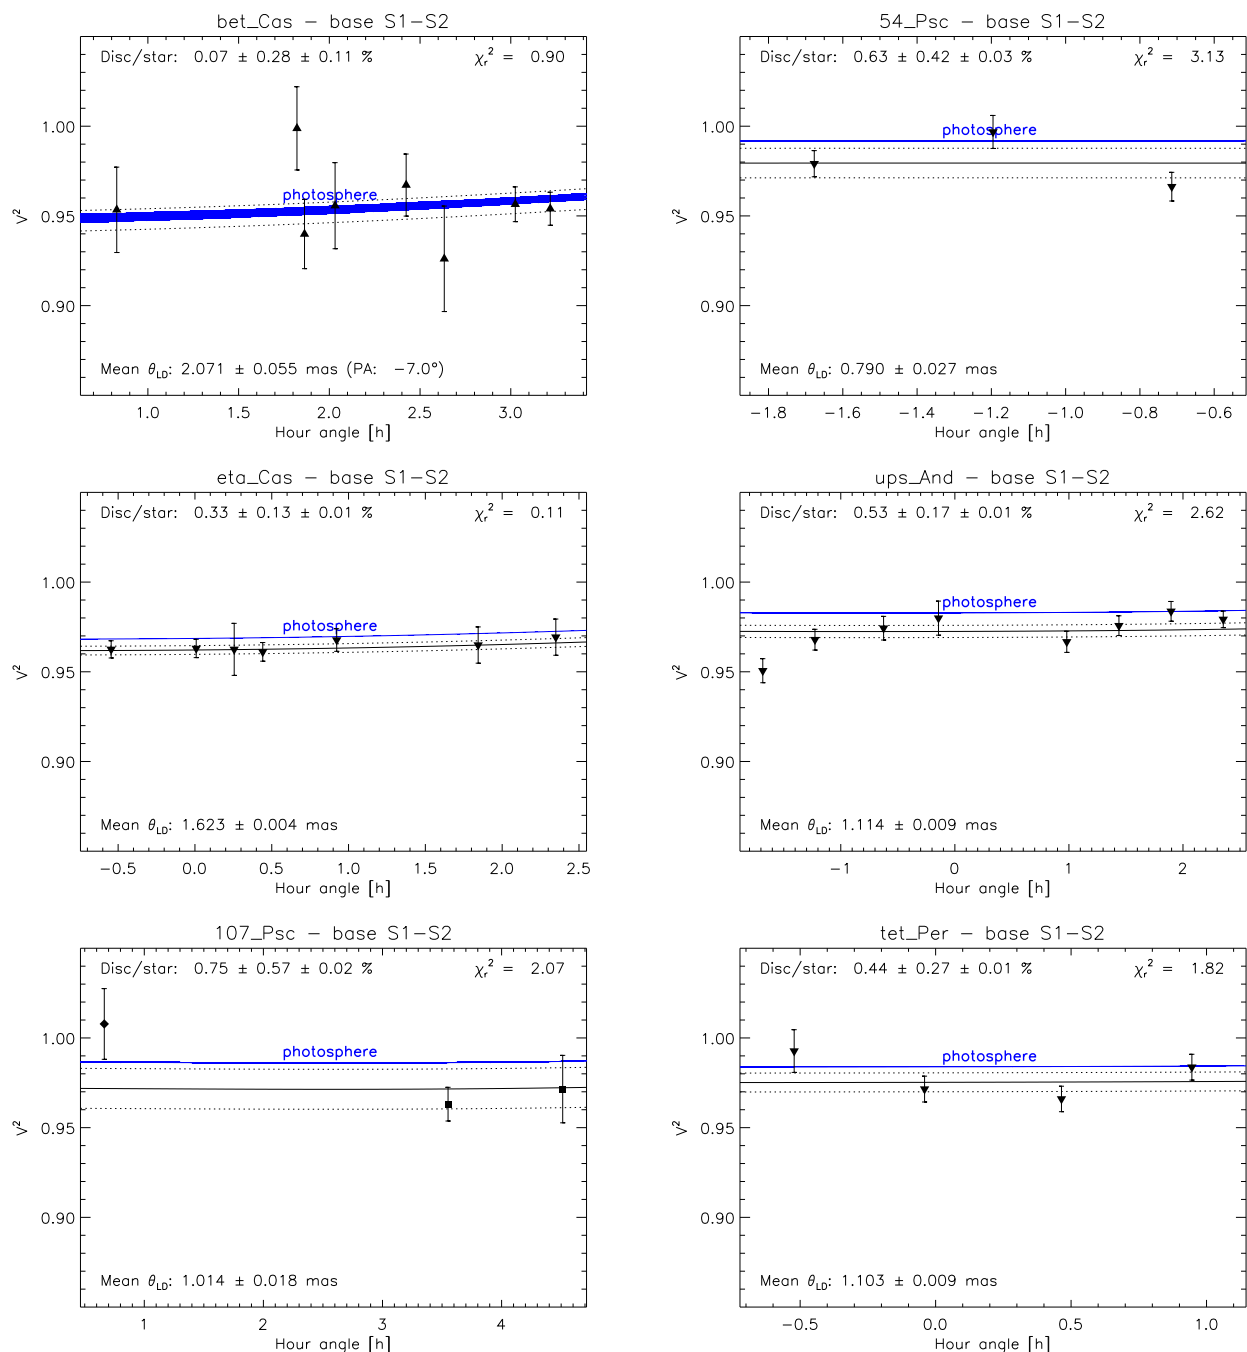 bet_Cas – base S1–S2
Disc/star: 0.07 ± 0.28 ± 0.11 % χr² = 0.90
1.00
0.95
0.90
V²
photosphere
Mean θLD: 2.071 ± 0.055 mas (PA: −7.0°)
1.0 1.5 2.0 2.5 3.0
Hour angle [h]
54_Psc – base S1–S2
Disc/star: 0.63 ± 0.42 ± 0.03 % χr² = 3.13
1.00
0.95
0.90
V²
photosphere
Mean θLD: 0.790 ± 0.027 mas
−1.8 −1.6 −1.4 −1.2 −1.0 −0.8 −0.6
Hour angle [h]
eta_Cas – base S1–S2
Disc/star: 0.33 ± 0.13 ± 0.01 % χr² = 0.11
1.00
0.95
0.90
V²
photosphere
Mean θLD: 1.623 ± 0.004 mas
−0.5 0.0 0.5 1.0 1.5 2.0 2.5
Hour angle [h]
ups_And – base S1–S2
Disc/star: 0.53 ± 0.17 ± 0.01 % χr² = 2.62
1.00
0.95
0.90
V²
photosphere
Mean θLD: 1.114 ± 0.009 mas
−1 0 1 2
Hour angle [h]
107_Psc – base S1–S2
Disc/star: 0.75 ± 0.57 ± 0.02 % χr² = 2.07
1.00
0.95
0.90
V²
photosphere
Mean θLD: 1.014 ± 0.018 mas
1 2 3 4
Hour angle [h]
tet_Per – base S1–S2
Disc/star: 0.44 ± 0.27 ± 0.01 % χr² = 1.82
1.00
0.95
0.90
V²
photosphere
Mean θLD: 1.103 ± 0.009 mas
−0.5 0.0 0.5 1.0
Hour angle [h]